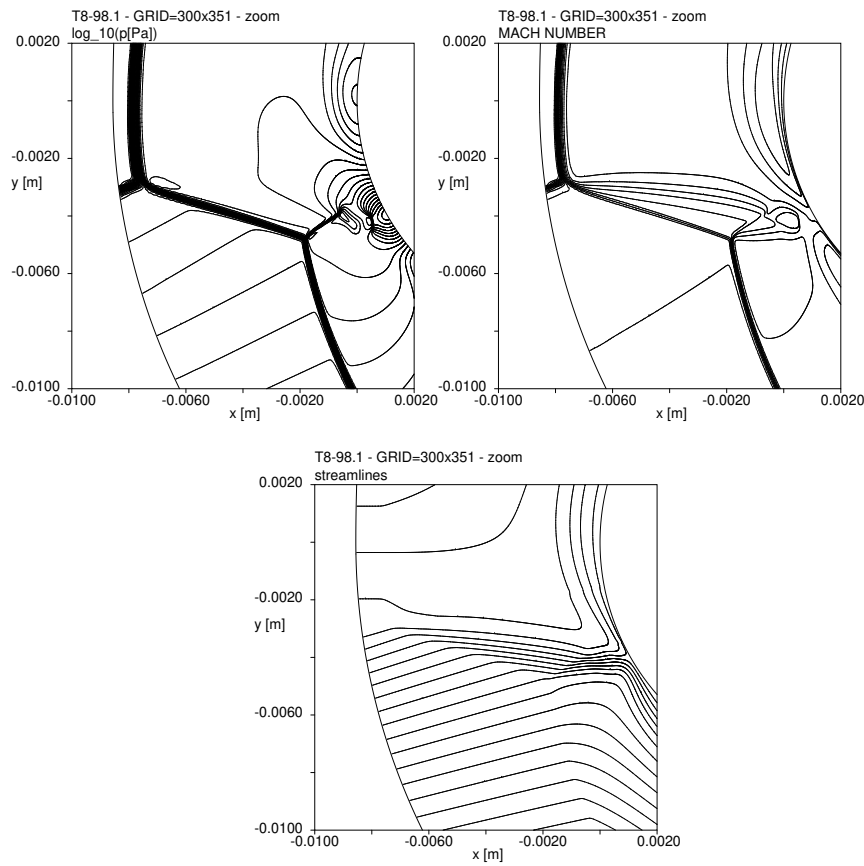 T8-98.1 - GRID=300x351 - zoom
log_10(p[Pa])
0.0020
-0.0020
y [m]
-0.0060
-0.0100
-0.0100 -0.0060 -0.0020 0.0020
x [m]
T8-98.1 - GRID=300x351 - zoom
MACH NUMBER
0.0020
-0.0020
y [m]
-0.0060
-0.0100
-0.0100 -0.0060 -0.0020 0.0020
x [m]
T8-98.1 - GRID=300x351 - zoom
streamlines
0.0020
-0.0020
y [m]
-0.0060
-0.0100
-0.0100 -0.0060 -0.0020 0.0020
x [m]